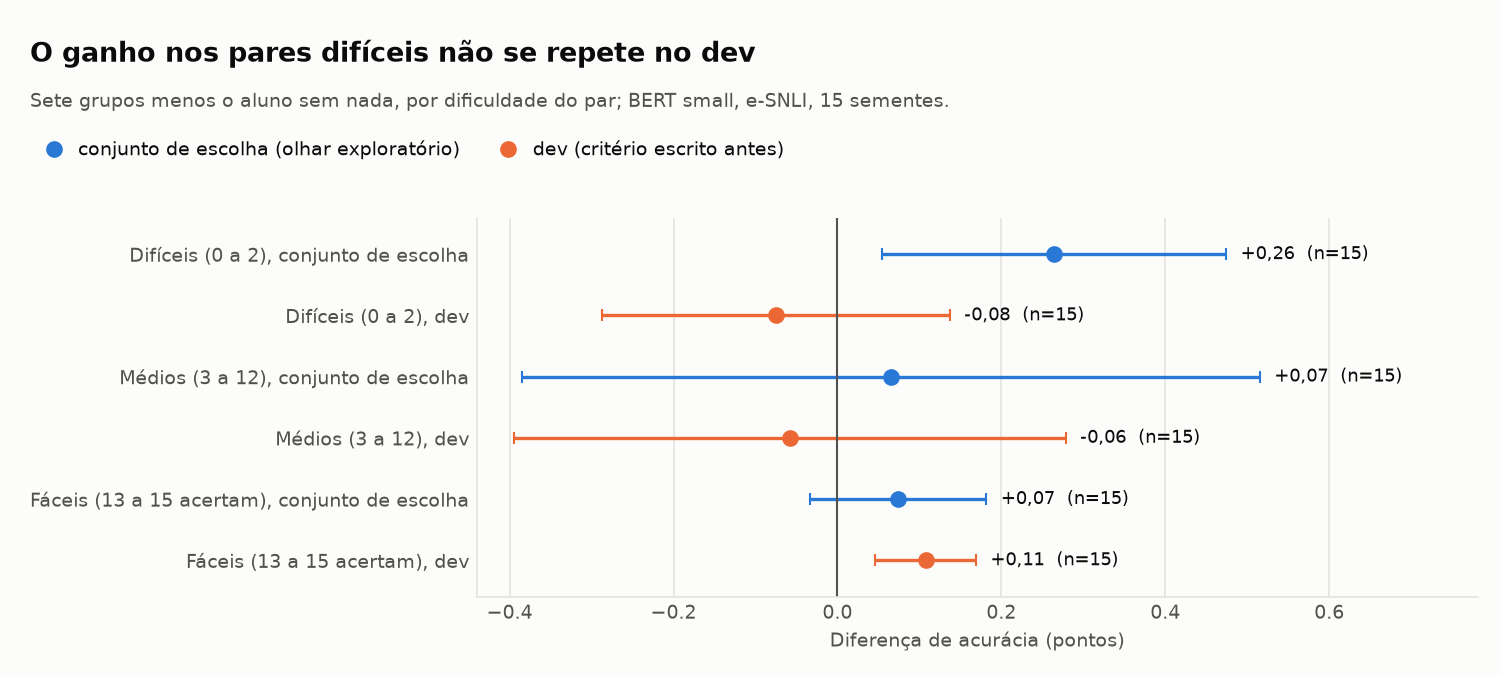 O ganho nos pares difíceis não se repete no dev
Sete grupos menos o aluno sem nada, por dificuldade do par; BERT small, e-SNLI, 15 sementes.
conjunto de escolha (olhar exploratório)
dev (critério escrito antes)
Difíceis (0 a 2), conjunto de escolha
+0,26 (n=15)
Difíceis (0 a 2), dev
-0,08 (n=15)
Médios (3 a 12), conjunto de escolha
+0,07 (n=15)
Médios (3 a 12), dev
-0,06 (n=15)
Fáceis (13 a 15 acertam), conjunto de escolha
+0,07 (n=15)
Fáceis (13 a 15 acertam), dev
+0,11 (n=15)
−0.4 −0.2 0.0 0.2 0.4 0.6
Diferença de acurácia (pontos)